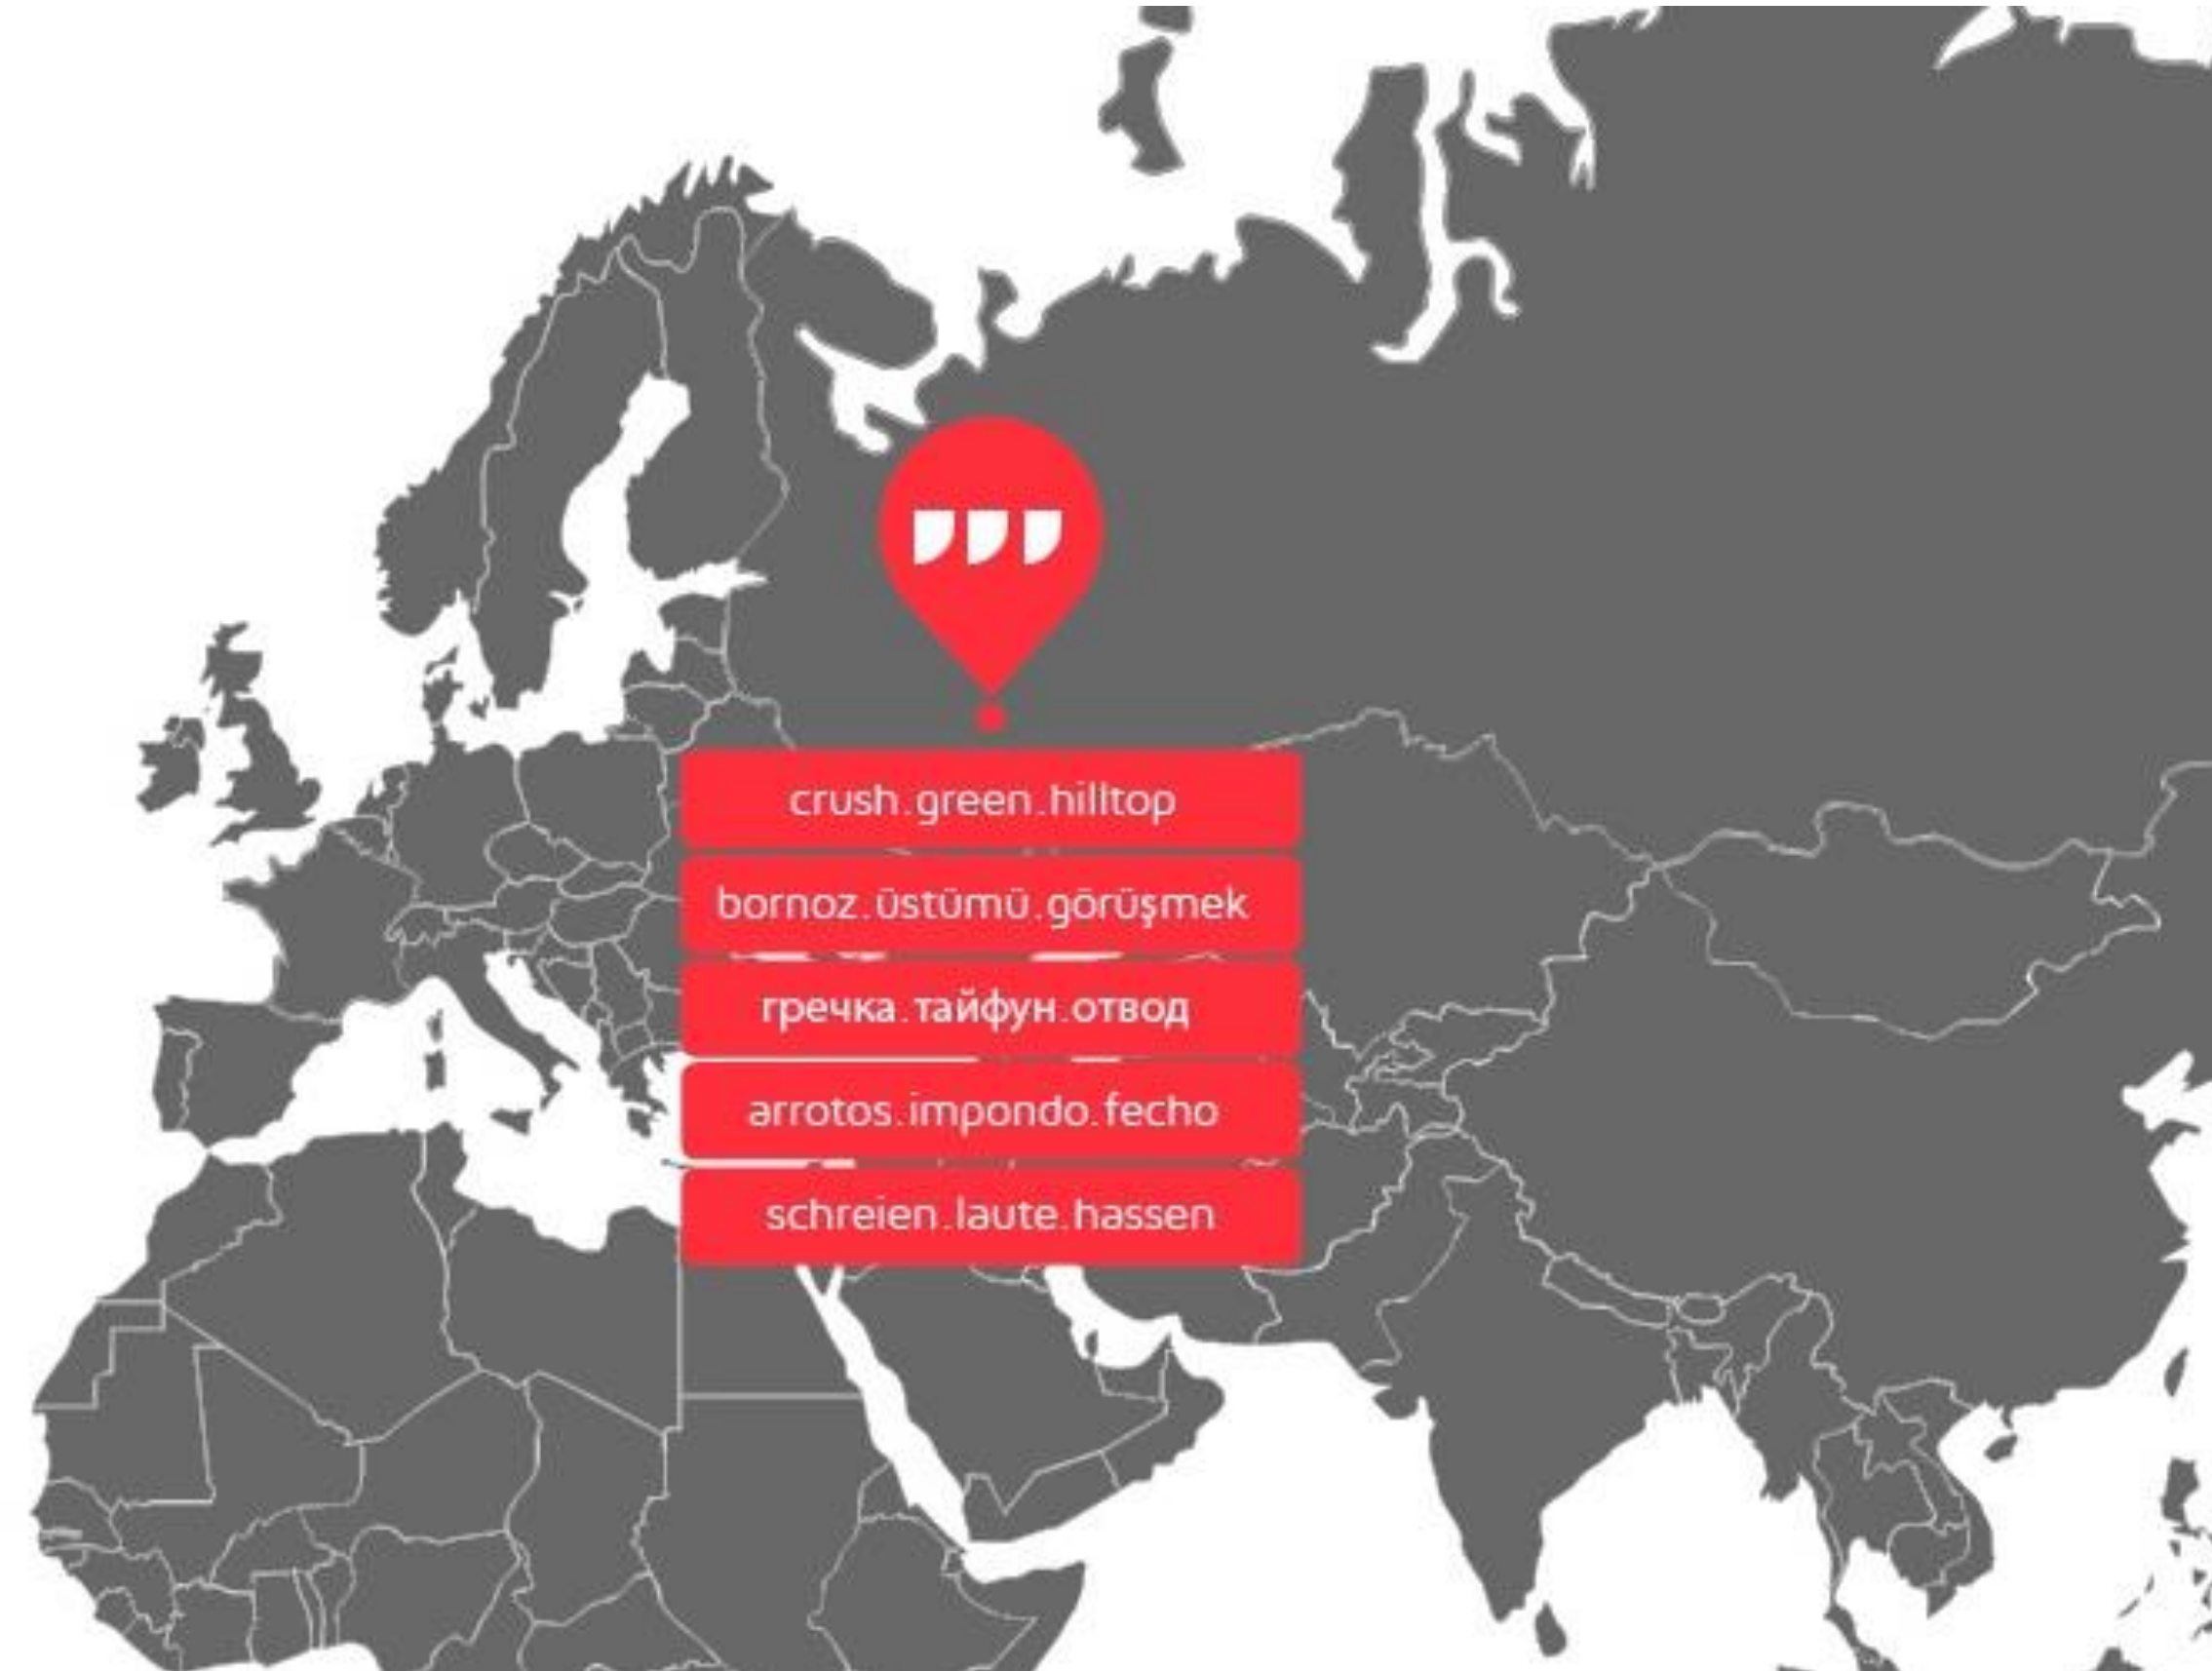 crush.green.hilltop
bornoz.üstümü.görüşmek
гречка.тайфун.отвод
arrotos.impondo.fecho
schreien.laute.hassen